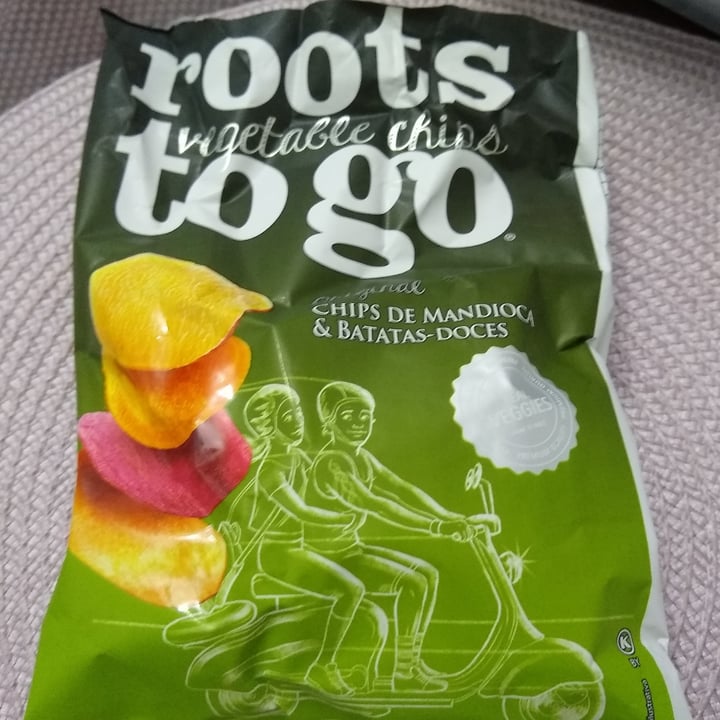 roots
vegetable chips
to go
®
Original
CHIPS DE MANDIOCA
& BATATAS-DOCES
VEGGIES
K